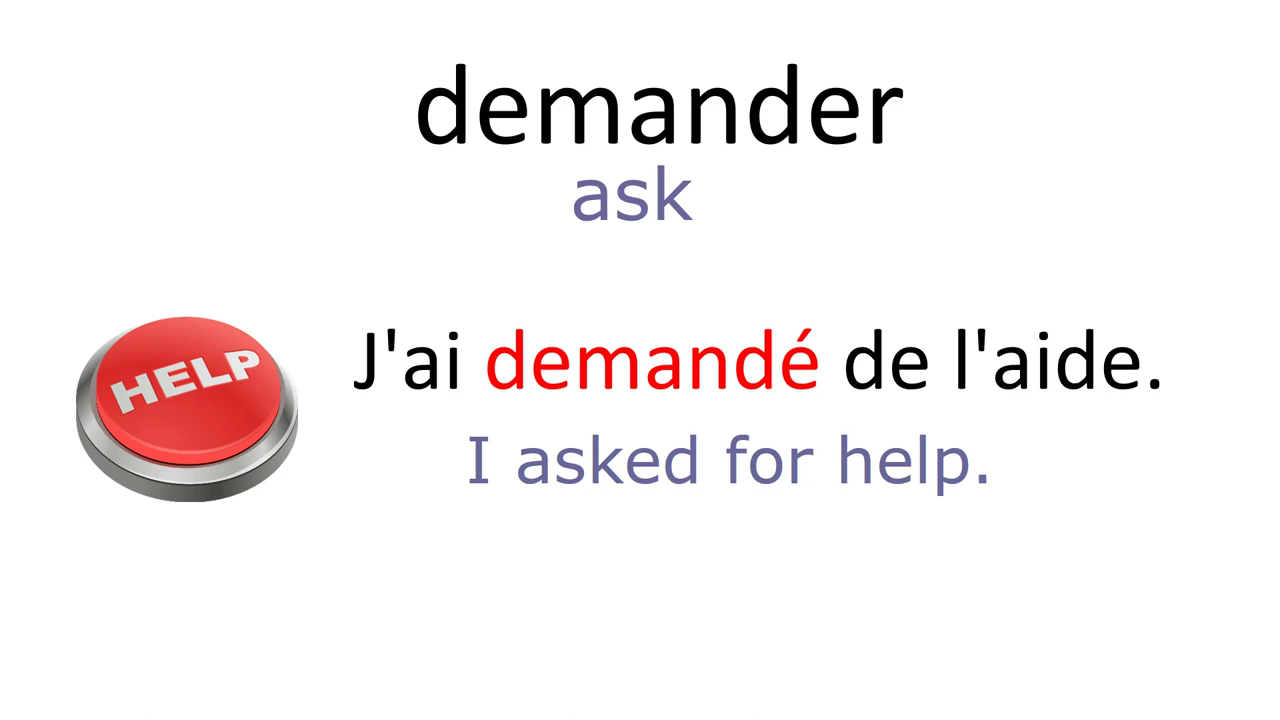 demander
ask
HELP
J'ai demandé de l'aide.
I asked for help.